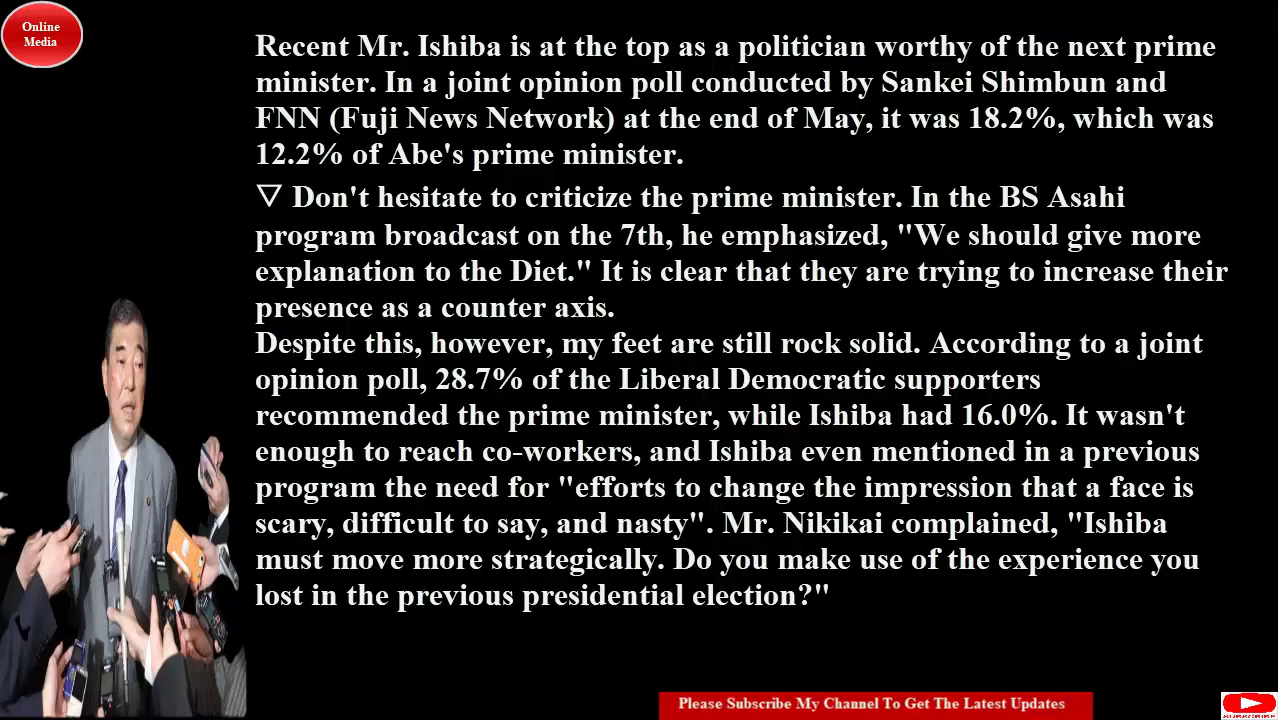 Online
Media
Recent Mr. Ishiba is at the top as a politician worthy of the next prime
minister. In a joint opinion poll conducted by Sankei Shimbun and
FNN (Fuji News Network) at the end of May, it was 18.2%, which was
12.2% of Abe's prime minister.
▽ Don't hesitate to criticize the prime minister. In the BS Asahi
program broadcast on the 7th, he emphasized, "We should give more
explanation to the Diet." It is clear that they are trying to increase their
presence as a counter axis.
Despite this, however, my feet are still rock solid. According to a joint
opinion poll, 28.7% of the Liberal Democratic supporters
recommended the prime minister, while Ishiba had 16.0%. It wasn't
enough to reach co-workers, and Ishiba even mentioned in a previous
program the need for "efforts to change the impression that a face is
scary, difficult to say, and nasty". Mr. Nikikai complained, "Ishiba
must move more strategically. Do you make use of the experience you
lost in the previous presidential election?"
Please Subscribe My Channel To Get The Latest Updates